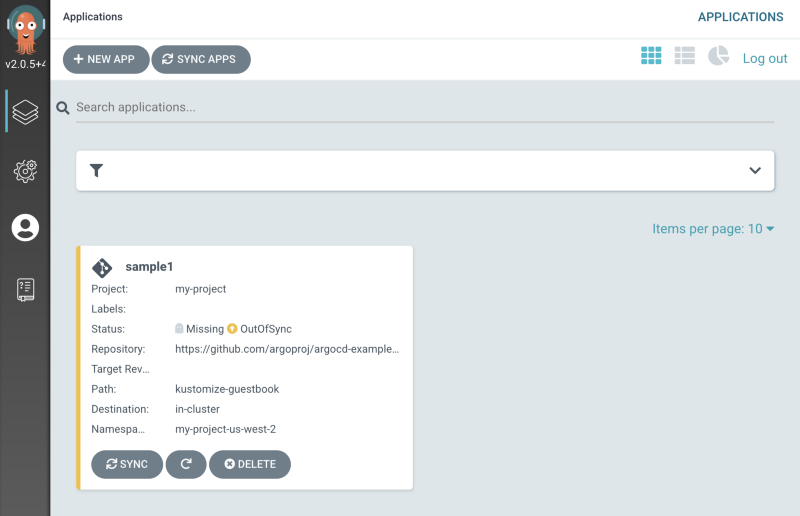 Applications
APPLICATIONS
v2.0.5+4
NEW APP
SYNC APPS
Log out
Search applications...
Items per page: 10
sample1
Project: my-project
Labels:
Status: Missing OutOfSync
Repository: https://github.com/argoproj/argocd-example...
Target Rev...
Path: kustomize-guestbook
Destination: in-cluster
Namespa... my-project-us-west-2
SYNC
DELETE